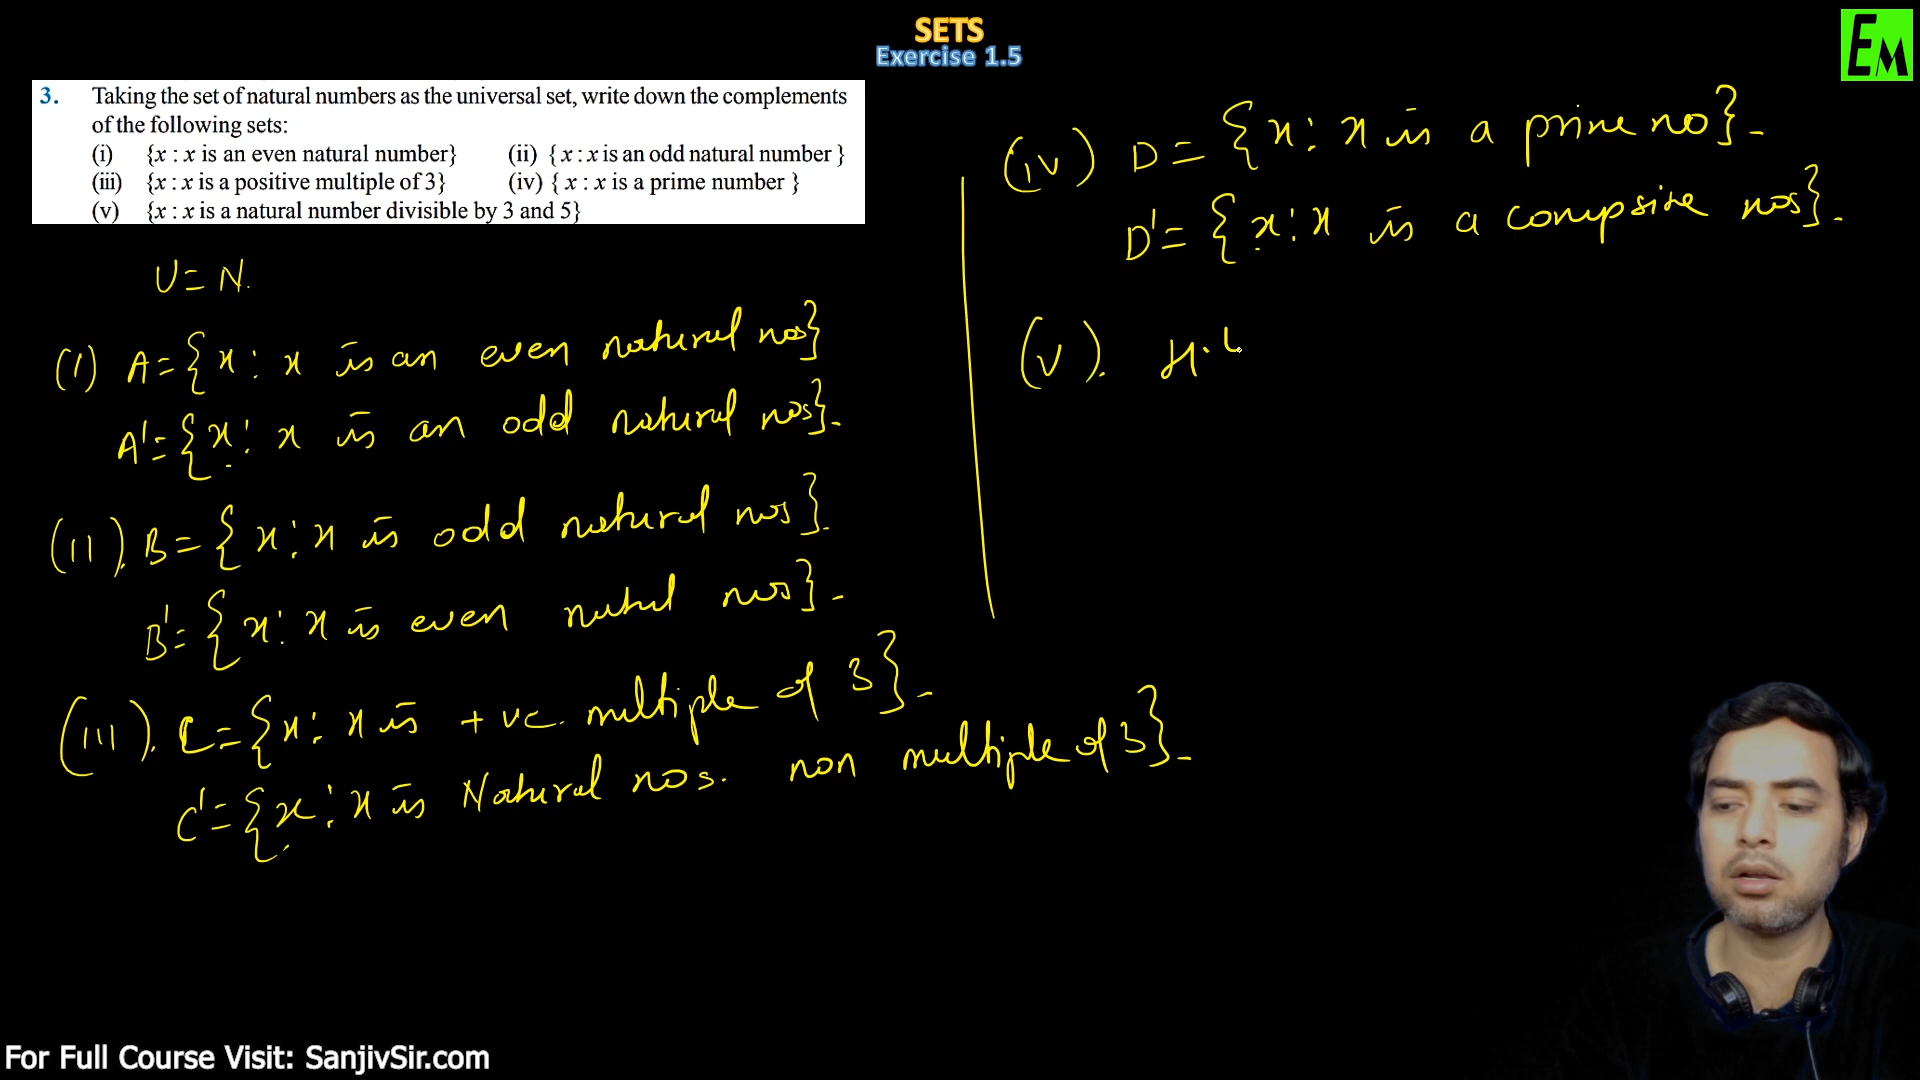 SETS
Exercise 1.5
EM
3. Taking the set of natural numbers as the universal set, write down the complements
of the following sets:
(i) {x : x is an even natural number} (ii) { x : x is an odd natural number }
(iii) {x : x is a positive multiple of 3} (iv) { x : x is a prime number }
(v) {x : x is a natural number divisible by 3 and 5}
U = N.
(I) A = {x : x is an even natural nos}
A' = {x : x is an odd natural nos}.
(II). B = {x : x is odd natural nos}.
B' = {x : x is even natural nos}.
(III). C = {x : x is +ve. multiple of 3}.
C' = {x : x is Natural nos. non multiple of 3}.
(iv) D = {x : x is a prime no}.
D' = {x : x is a compsite nos}.
(v). H.
For Full Course Visit: SanjivSir.com